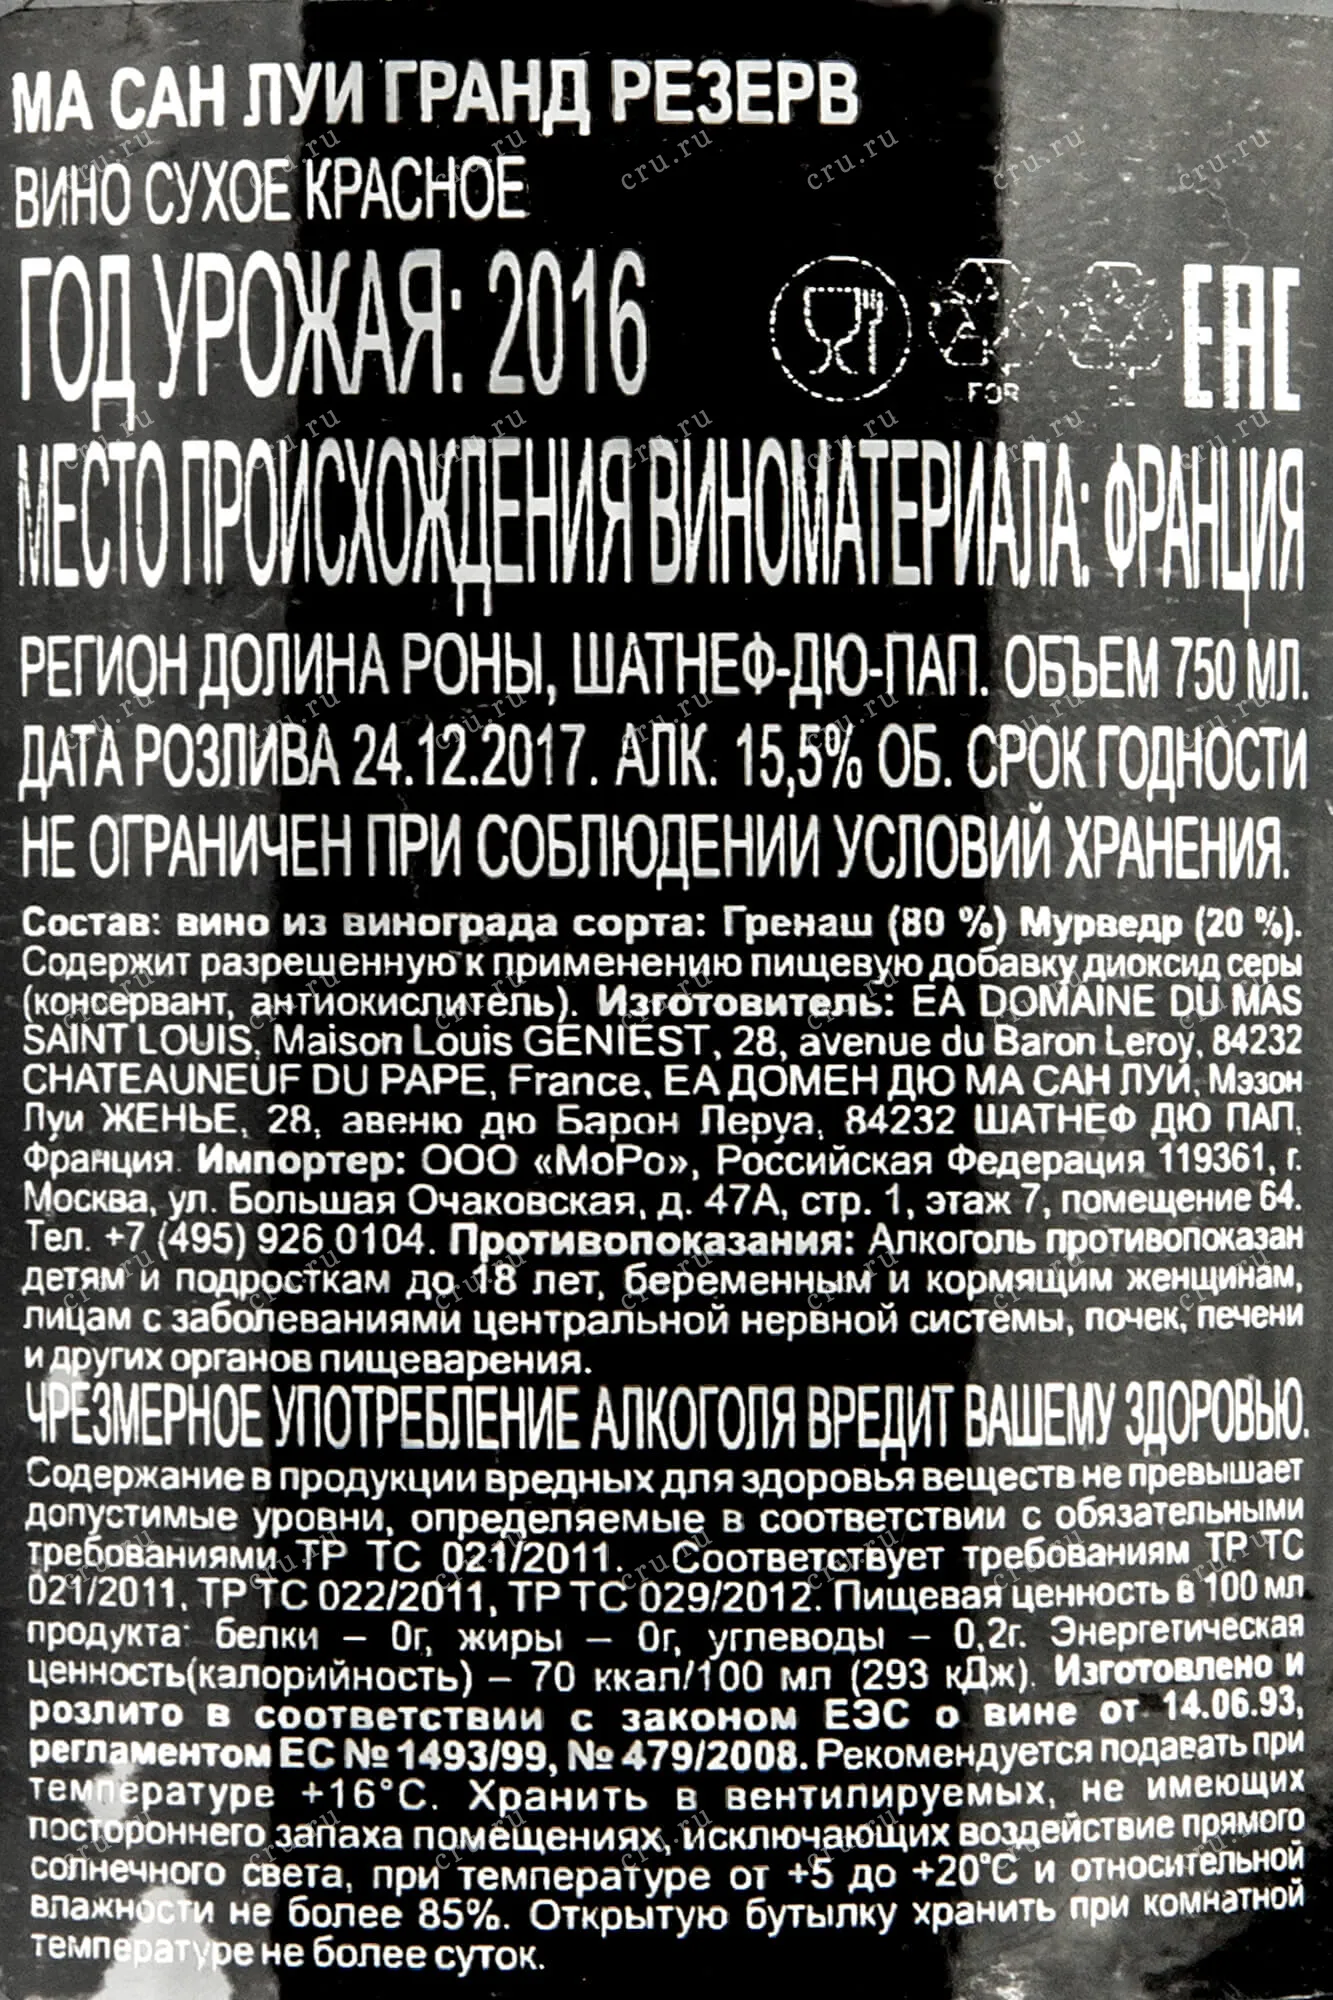 МА САН ЛУИ ГРАНД РЕЗЕРВ
ВИНО СУХОЕ КРАСНОЕ
ГОД УРОЖАЯ: 2016
FOR
EAC
МЕСТО ПРОИСХОЖДЕНИЯ ВИНОМАТЕРИАЛА: ФРАНЦИЯ
РЕГИОН ДОЛИНА РОНЫ, ШАТНЕФ-ДЮ-ПАП. ОБЪЕМ 750 МЛ.
ДАТА РОЗЛИВА 24.12.2017. АЛК. 15,5% ОБ. СРОК ГОДНОСТИ
НЕ ОГРАНИЧЕН ПРИ СОБЛЮДЕНИИ УСЛОВИЙ ХРАНЕНИЯ.
Состав: вино из винограда сорта: Гренаш (80 %) Мурведр (20 %).
Содержит разрешенную к применению пищевую добавку диоксид серы
(консервант, антиокислитель). Изготовитель: EA DOMAINE DU MAS
SAINT LOUIS, Maison Louis GENIEST, 28, avenue du Baron Leroy, 84232
CHATEAUNEUF DU PAPE, France, ЕА ДОМЕН ДЮ МА САН ЛУИ, Мэзон
Луи ЖЕНЬЕ, 28, авеню дю Барон Леруа, 84232 ШАТНЕФ ДЮ ПАП,
Франция. Импортер: ООО «МоРо», Российская Федерация 119361, г.
Москва, ул. Большая Очаковская, д. 47А, стр. 1, этаж 7, помещение 64.
Тел. +7 (495) 926 0104. Противопоказания: Алкоголь противопоказан
детям и подросткам до 18 лет, беременным и кормящим женщинам,
лицам с заболеваниями центральной нервной системы, почек, печени
и других органов пищеварения.
ЧРЕЗМЕРНОЕ УПОТРЕБЛЕНИЕ АЛКОГОЛЯ ВРЕДИТ ВАШЕМУ ЗДОРОВЬЮ.
Содержание в продукции вредных для здоровья веществ не превышает
допустимые уровни, определяемые в соответствии с обязательными
требованиями ТР ТС 021/2011. Соответствует требованиям ТР ТС
021/2011, ТР ТС 022/2011, ТР ТС 029/2012. Пищевая ценность в 100 мл
продукта: белки – 0г, жиры – 0г, углеводы – 0,2г. Энергетическая
ценность(калорийность) – 70 ккал/100 мл (293 кДж). Изготовлено и
розлито в соответствии с законом ЕЭС о вине от 14.06.93,
регламентом ЕС № 1493/99, № 479/2008. Рекомендуется подавать при
температуре +16°С. Хранить в вентилируемых, не имеющих
постороннего запаха помещениях, исключающих воздействие прямого
солнечного света, при температуре от +5 до +20°С и относительной
влажности не более 85%. Открытую бутылку хранить при комнатной
температуре не более суток.